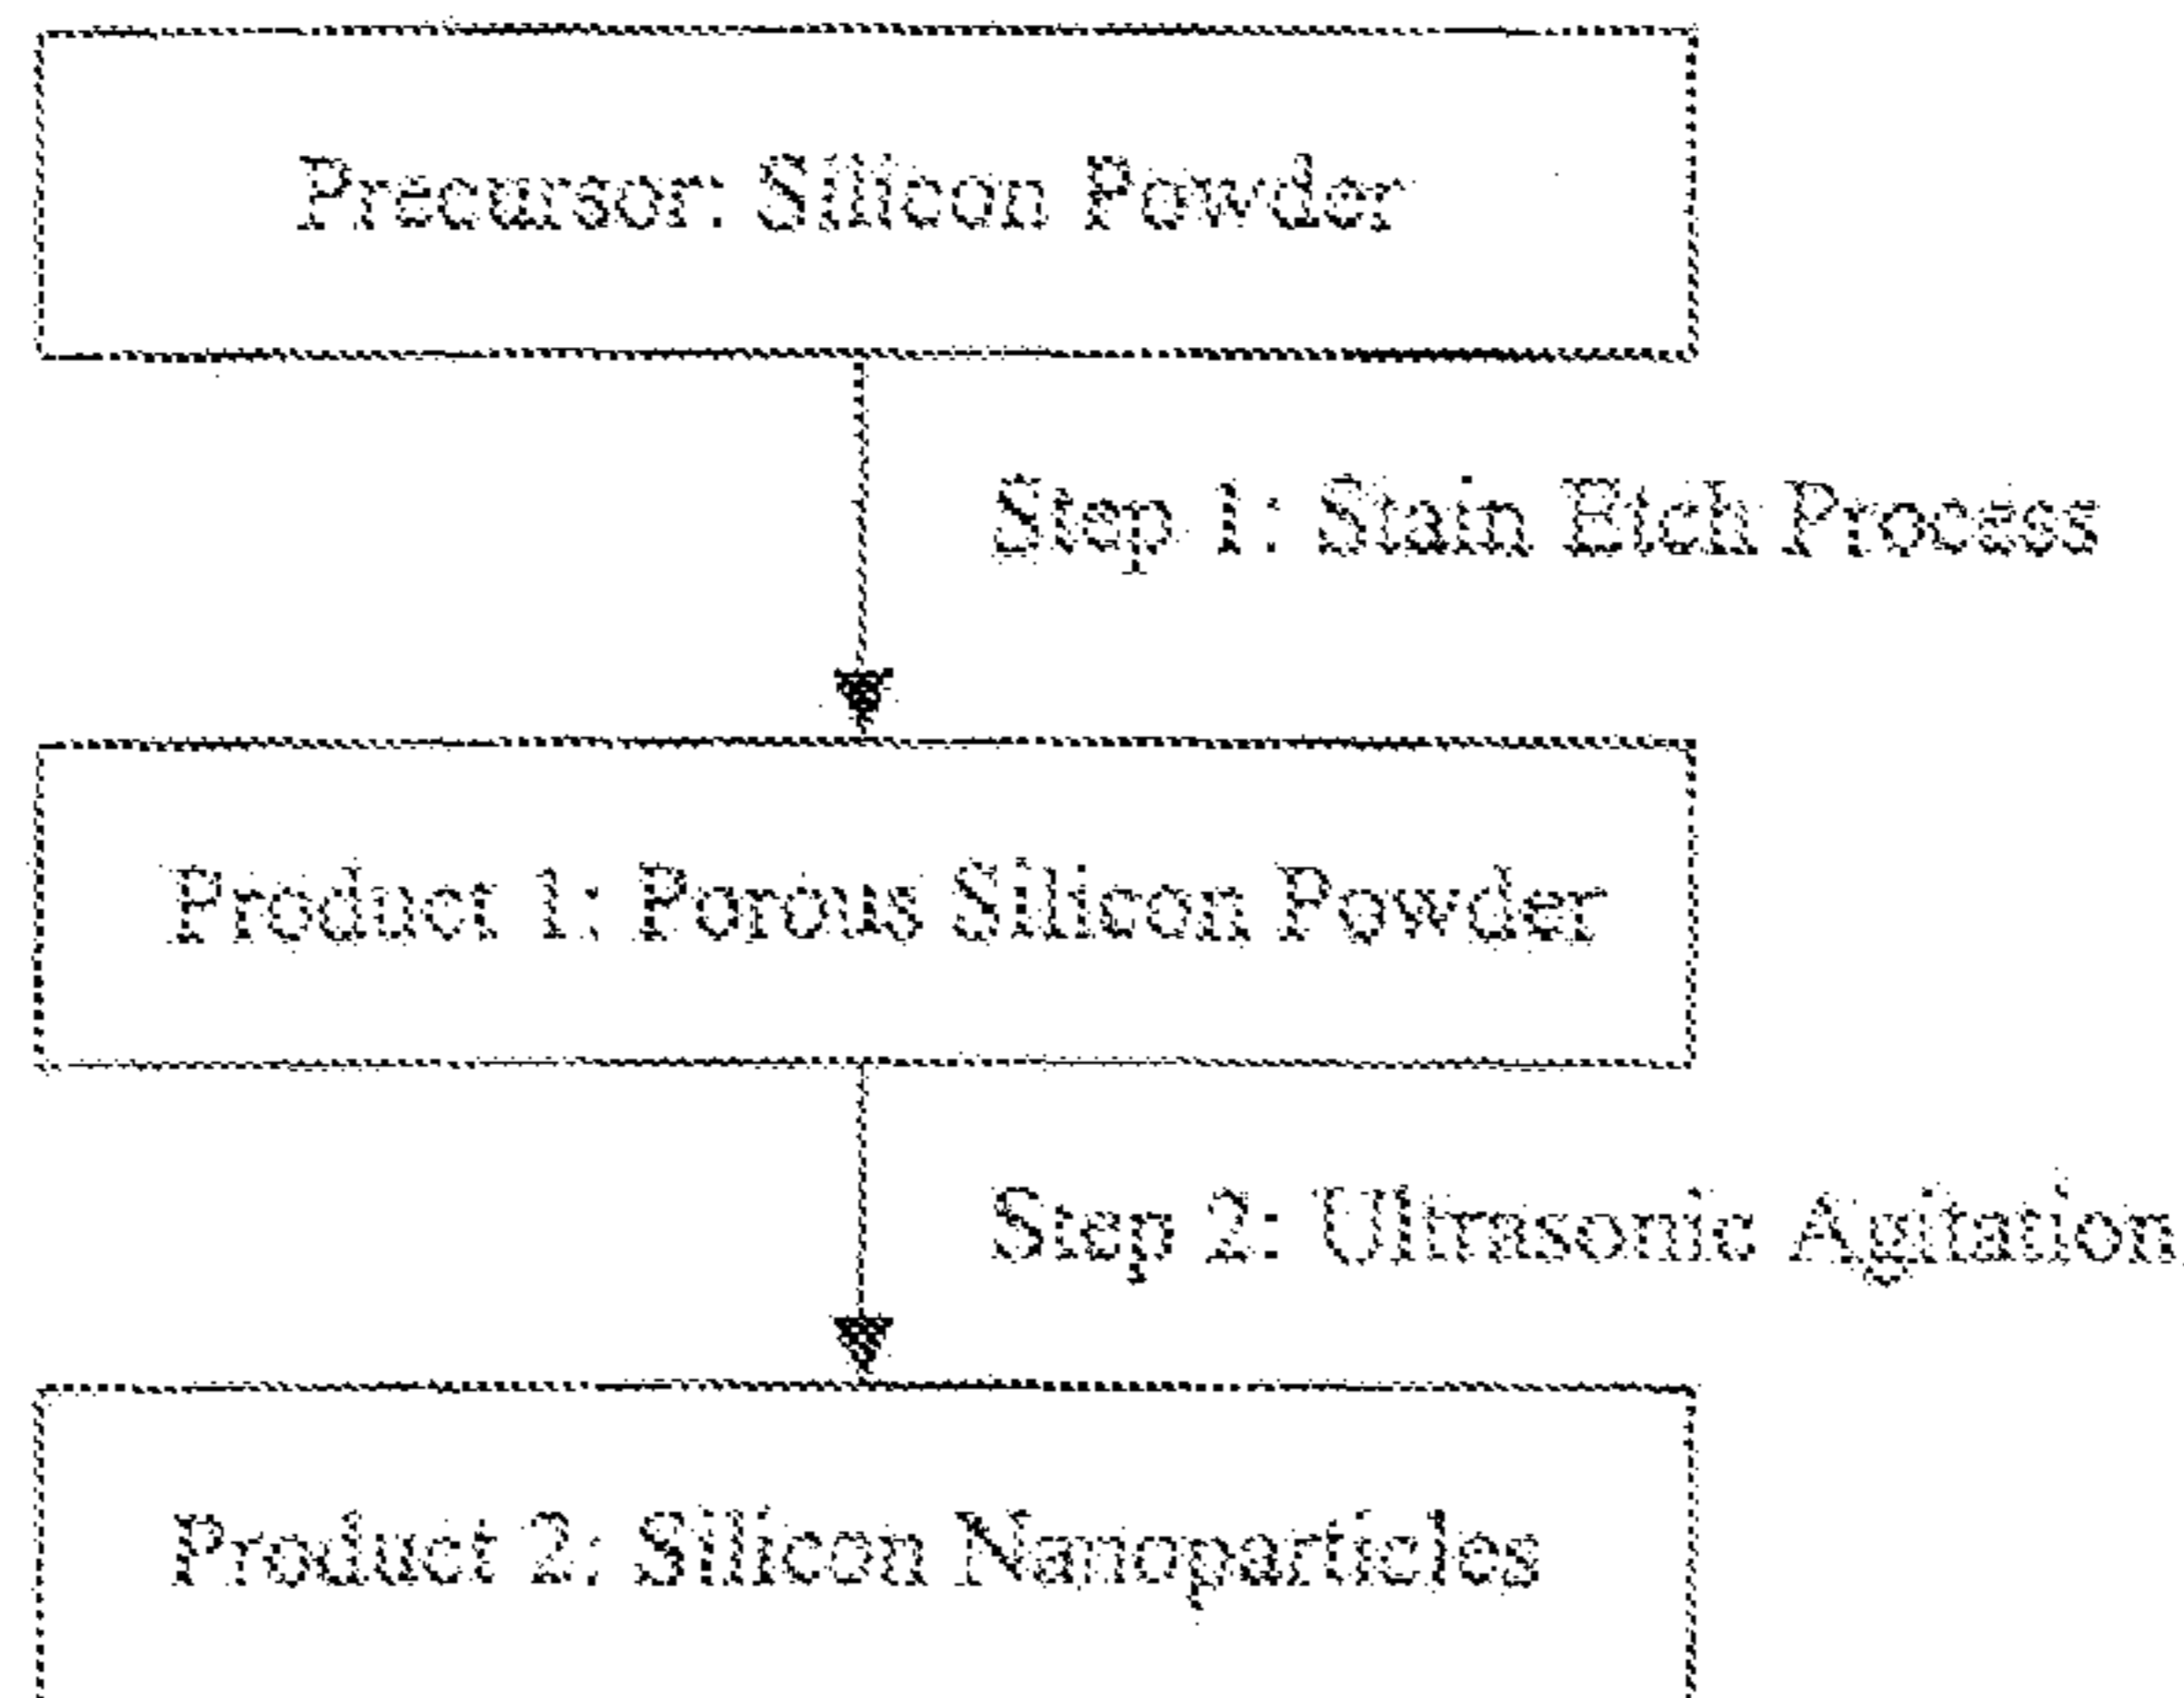 Precursor: Silicon Powder
Step 1: Stain Etch Process
Product 1: Porous Silicon Powder
Step 2: Ultrasonic Agitation
Product 2: Silicon Nanoparticles